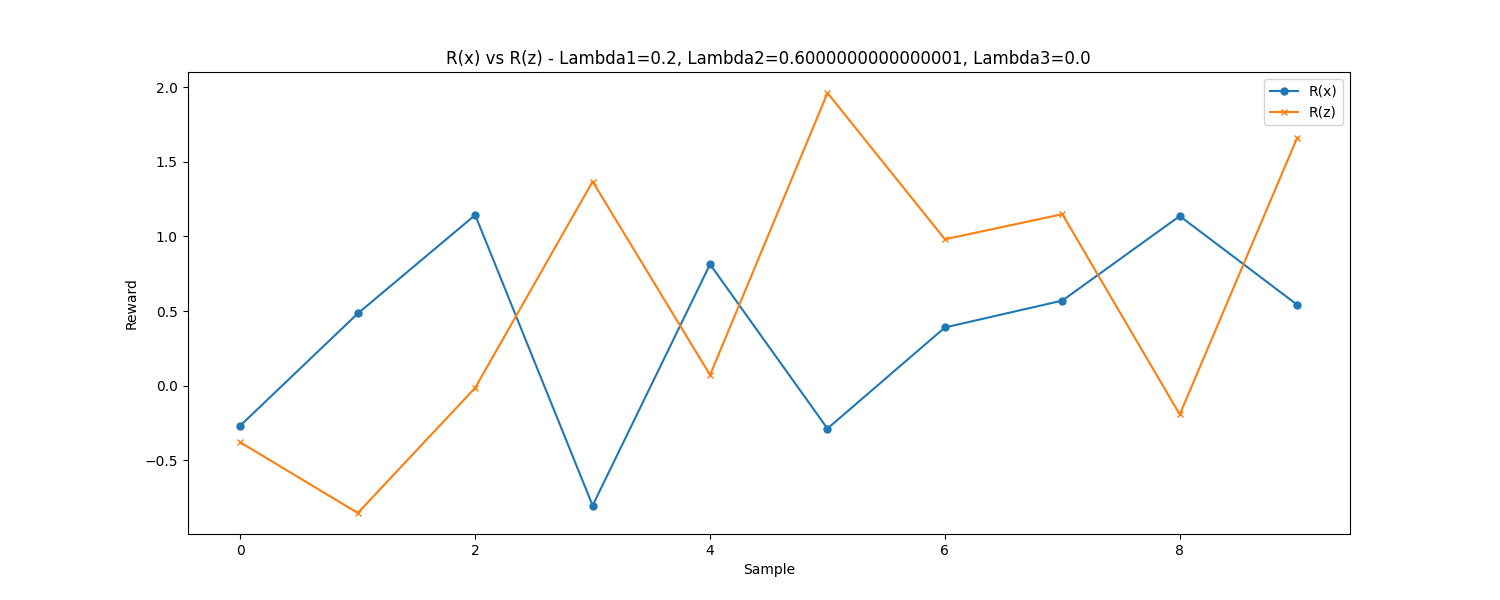 R(x) vs R(z) - Lambda1=0.2, Lambda2=0.6000000000000001, Lambda3=0.0
R(x)
R(z)
2.0
1.5
1.0
0.5
0.0
−0.5
Reward
0 2 4 6 8
Sample